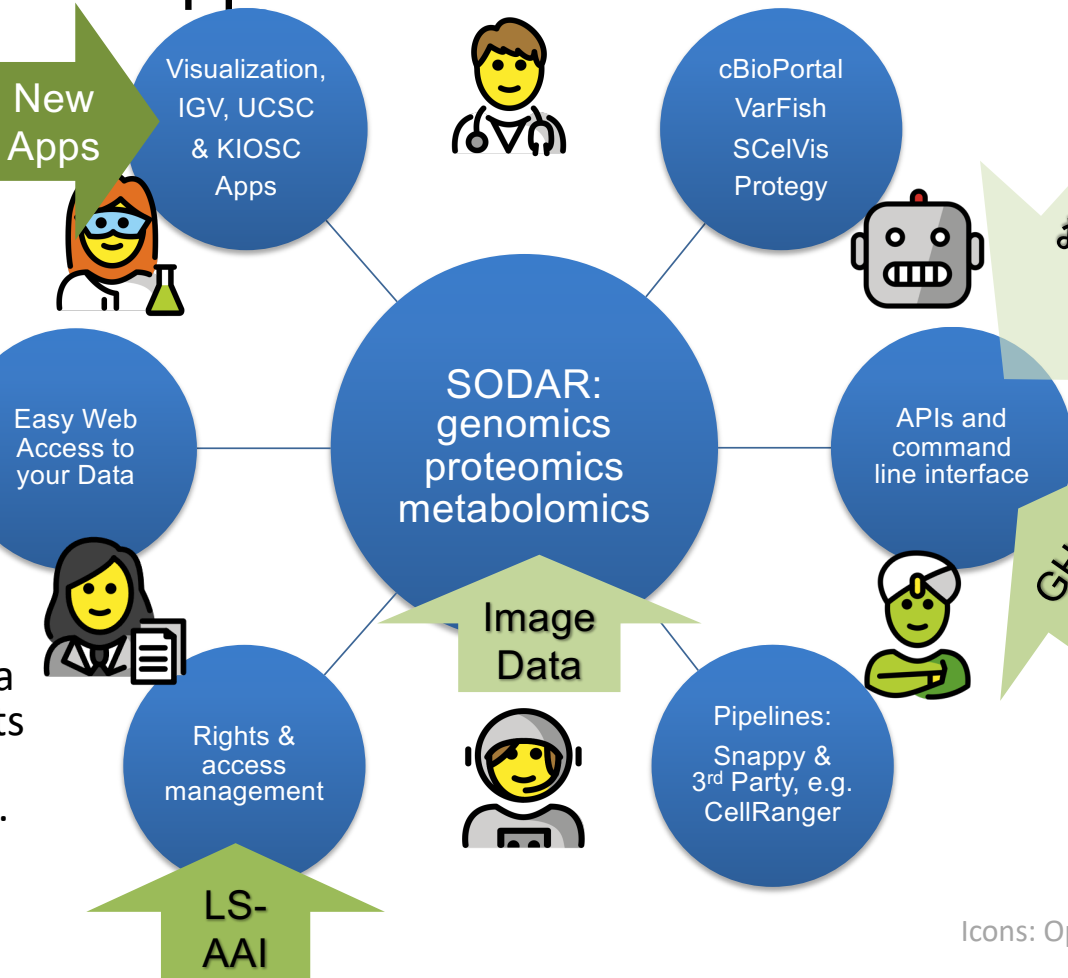 New
Apps
Visualization,
IGV, UCSC
& KIOSC
Apps
cBioPortal
VarFish
SCelVis
Protegy
Easy Web
Access to
your Data
SODAR:
genomics
proteomics
metabolomics
APIs and
command
line interface
Image
Data
Rights &
access
management
Pipelines:
Snappy &
3rd Party, e.g.
CellRanger
LS-
AAI
Icons: